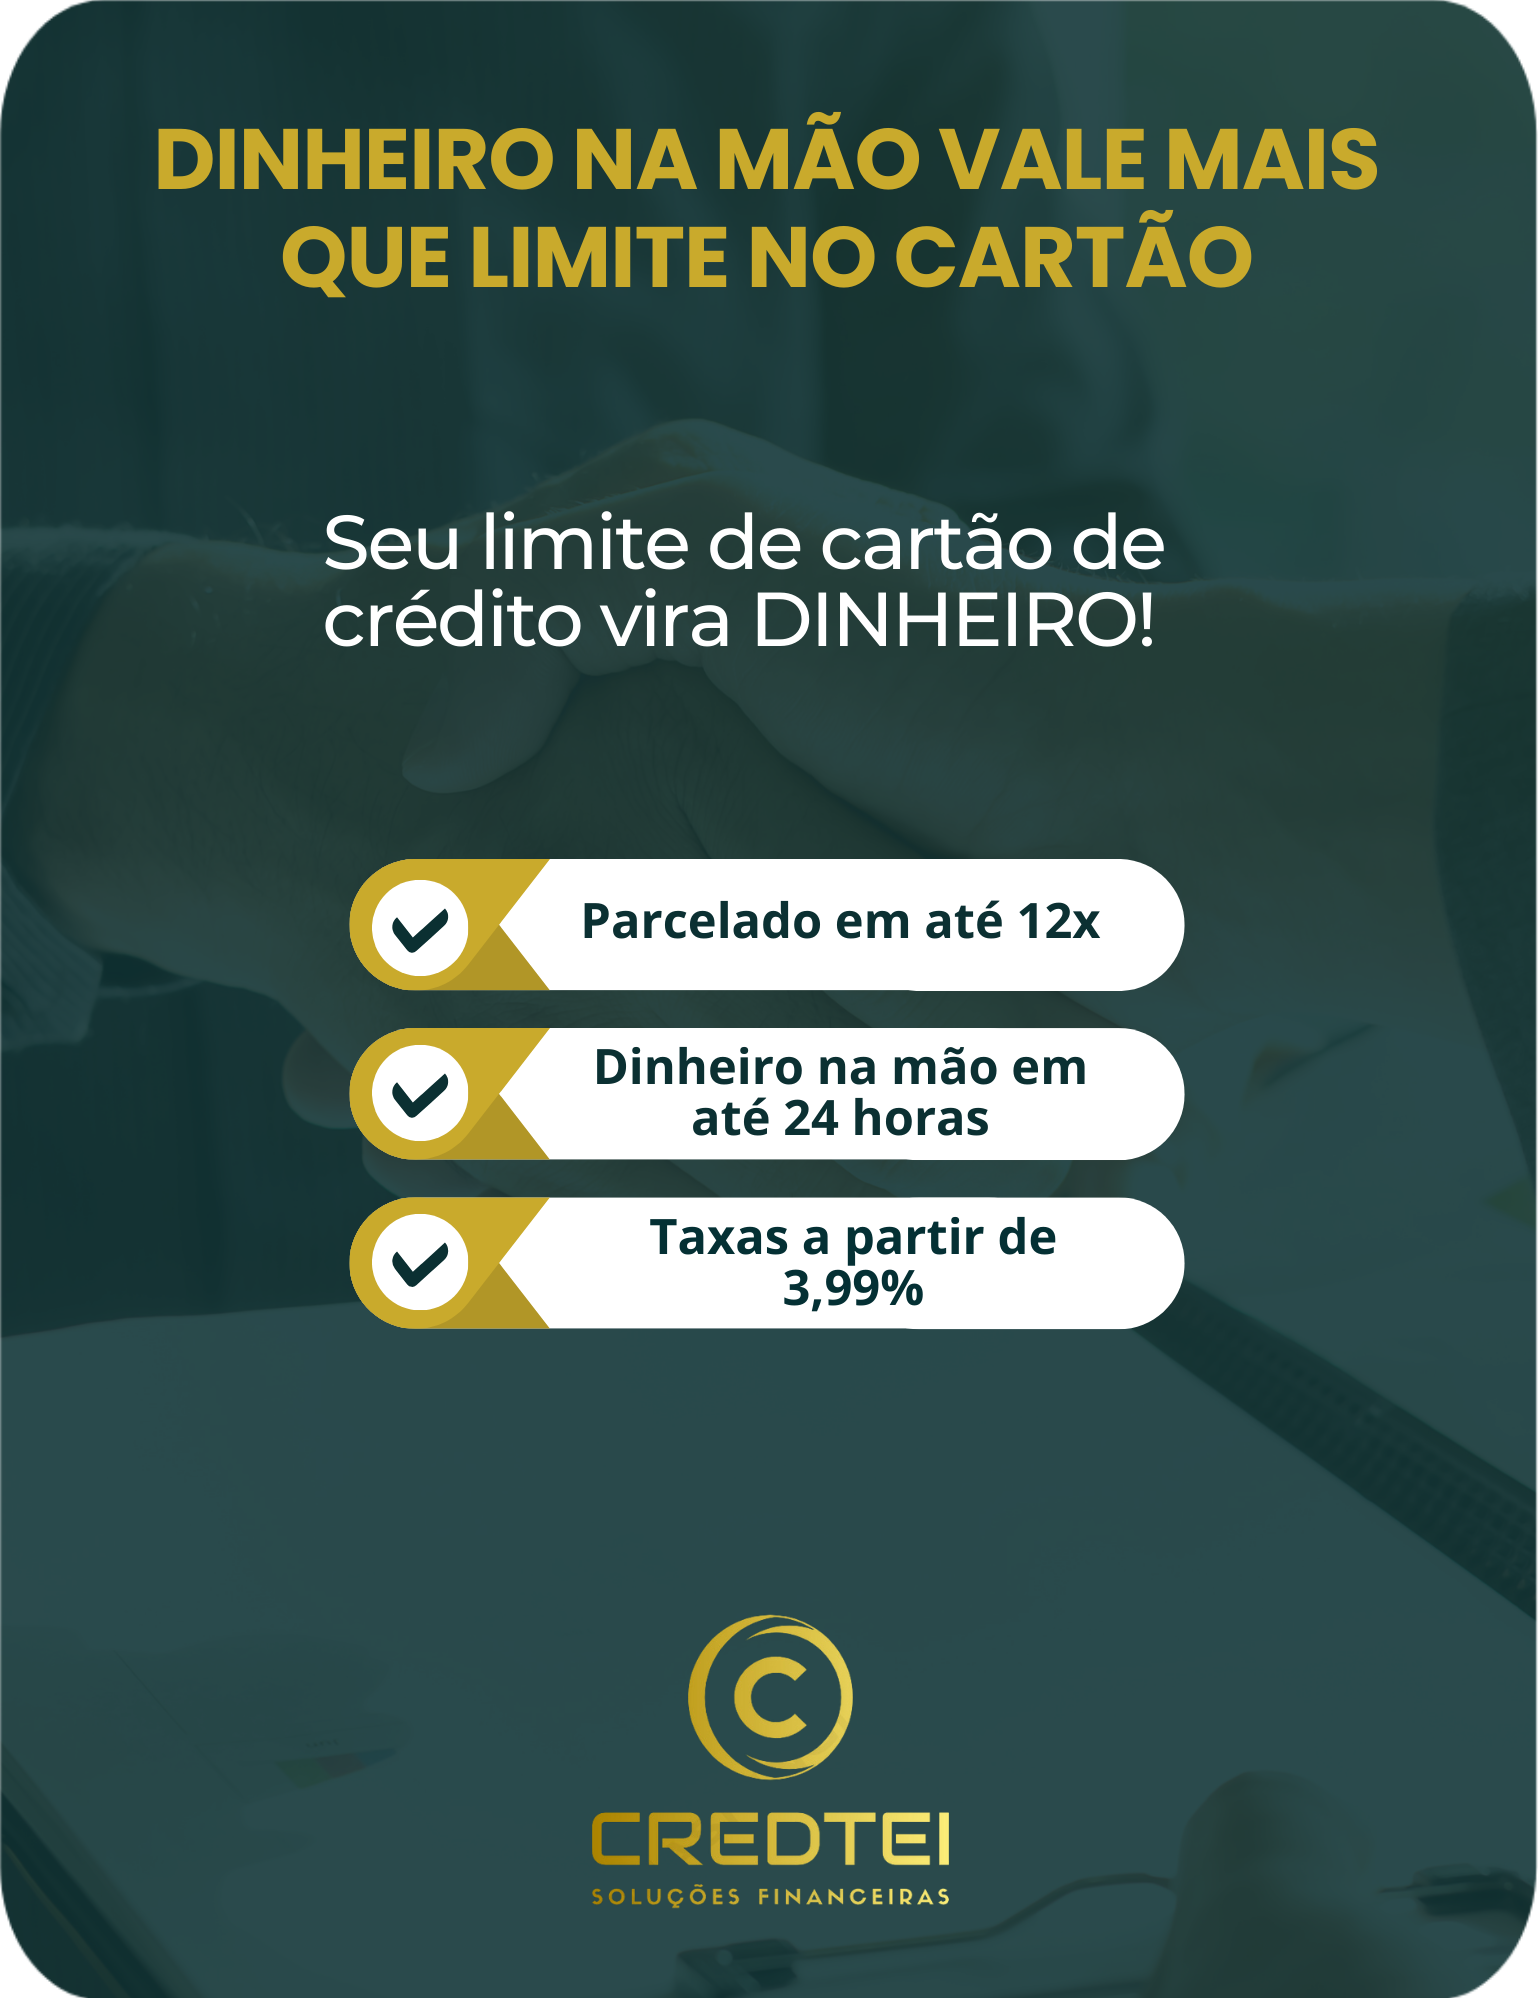 DINHEIRO NA MÃO VALE MAIS
QUE LIMITE NO CARTÃO
Seu limite de cartão de
crédito vira DINHEIRO!
Parcelado em até 12x
Dinheiro na mão em
até 24 horas
Taxas a partir de
3,99%
C
CREDTEI
SOLUÇÕES FINANCEIRAS